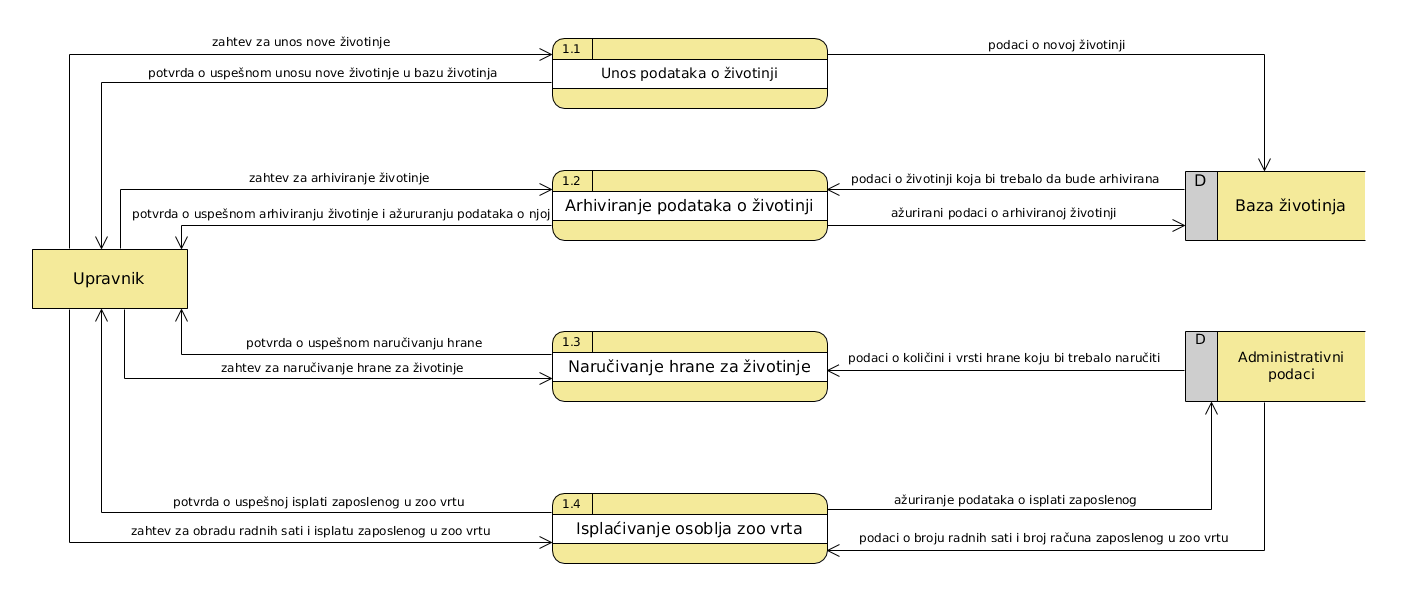 zahtev za unos nove životinje
1.1
podaci o novoj životinji
potvrda o uspešnom unosu nove životinje u bazu životinja
Unos podataka o životinji
zahtev za arhiviranje životinje
1.2
podaci o životinji koja bi trebalo da bude arhivirana
D
Arhiviranje podataka o životinji
Baza životinja
potvrda o uspešnom arhiviranju životinje i ažururanju podataka o njoj
ažurirani podaci o arhiviranoj životinji
Upravnik
potvrda o uspešnom naručivanju hrane
1.3
D
zahtev za naručivanje hrane za životinje
Naručivanje hrane za životinje
podaci o količini i vrsti hrane koju bi trebalo naručiti
Administrativni
podaci
potvrda o uspešnoj isplati zaposlenog u zoo vrtu
1.4
ažuriranje podataka o isplati zaposlenog
zahtev za obradu radnih sati i isplatu zaposlenog u zoo vrtu
Isplaćivanje osoblja zoo vrta
podaci o broju radnih sati i broj računa zaposlenog u zoo vrtu